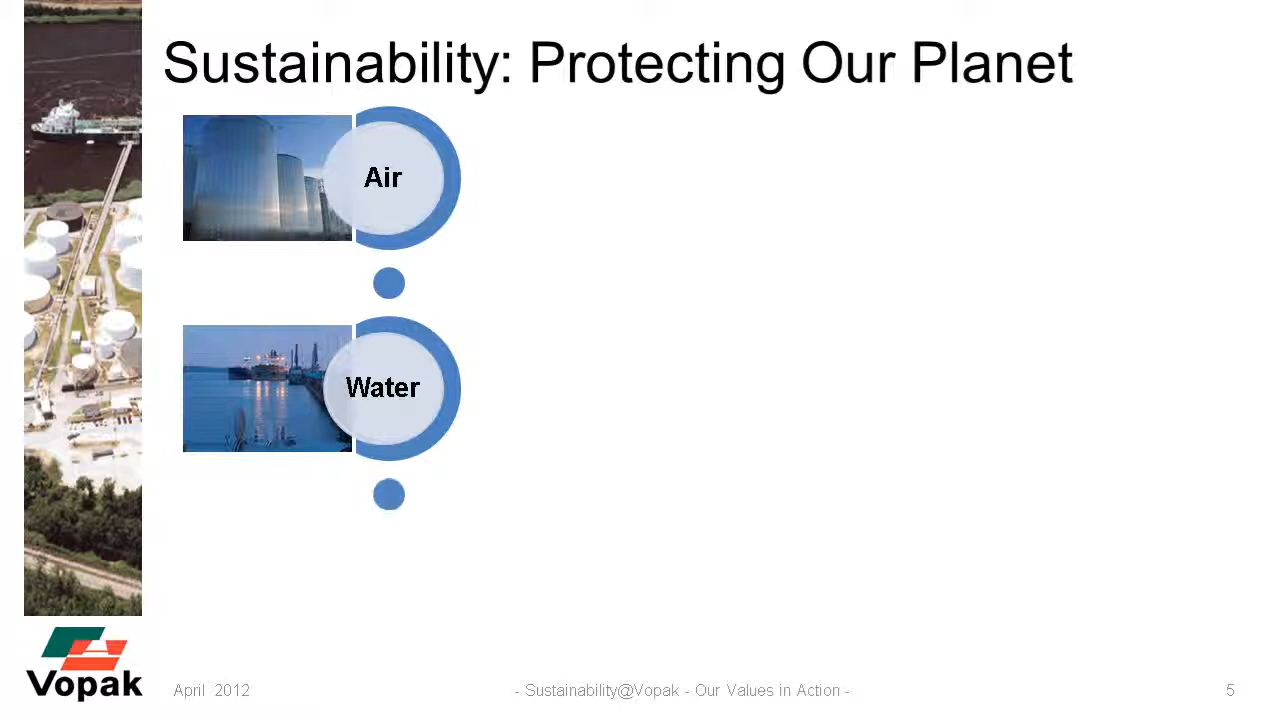 Sustainability: Protecting Our Planet
Air
Water
Vopak
April 2012
- Sustainability@Vopak - Our Values in Action -
5